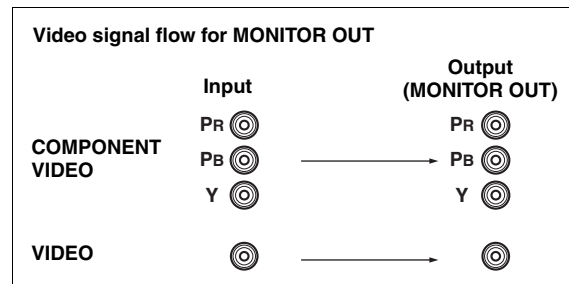 Video signal flow for MONITOR OUT
Input
Output
(MONITOR OUT)
PR
PR
COMPONENT
VIDEO
PB
PB
Y
Y
VIDEO